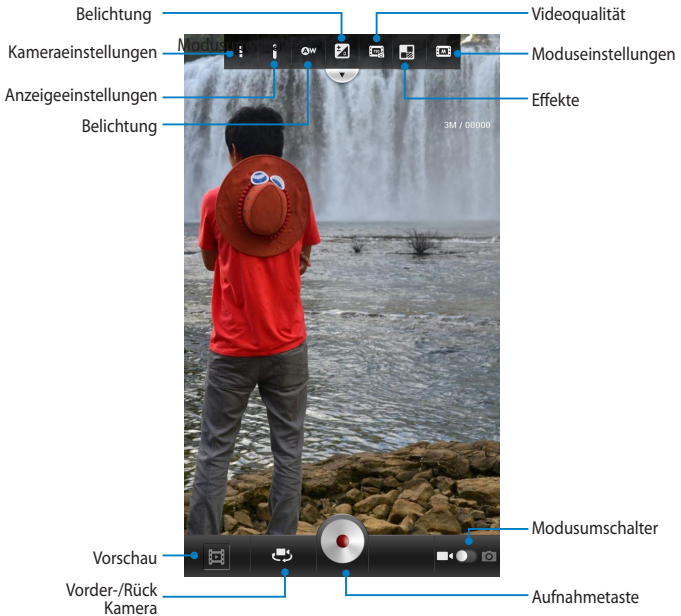 Belichtung
Videoqualität
Kameraeinstellungen
Moduseinstellungen
Anzeigeeinstellungen
Effekte
Belichtung
3M / 00000
Modusumschalter
Vorschau
Vorder-/Rück
Kamera
Aufnahmetaste